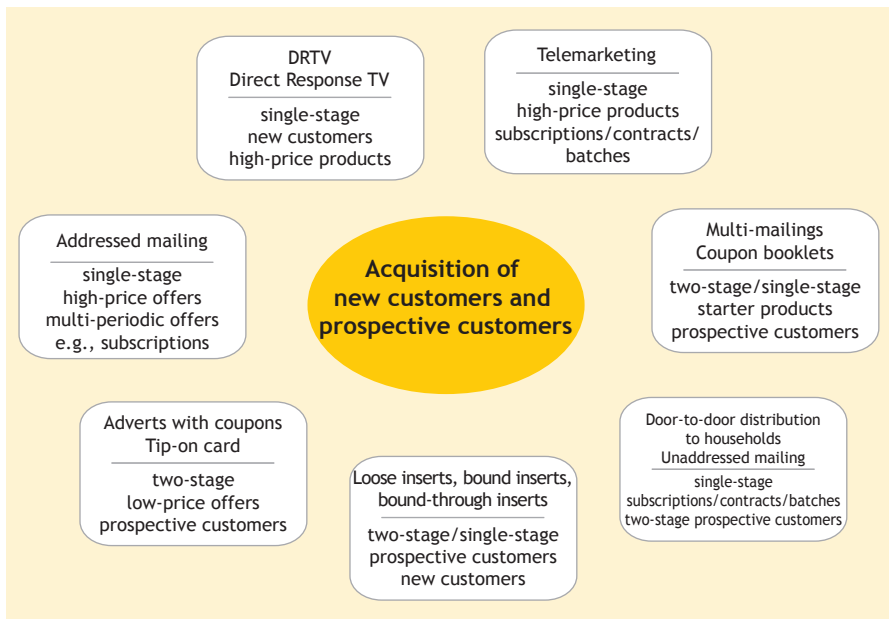 DRTV
Direct Response TV
single-stage
new customers
high-price products
Telemarketing
single-stage
high-price products
subscriptions/contracts/
batches
Addressed mailing
single-stage
high-price offers
multi-periodic offers
e.g., subscriptions
Acquisition of
new customers and
prospective customers
Multi-mailings
Coupon booklets
two-stage/single-stage
starter products
prospective customers
Adverts with coupons
Tip-on card
two-stage
low-price offers
prospective customers
Loose inserts, bound inserts,
bound-through inserts
two-stage/single-stage
prospective customers
new customers
Door-to-door distribution
to households
Unaddressed mailing
single-stage
subscriptions/contracts/batches
two-stage prospective customers